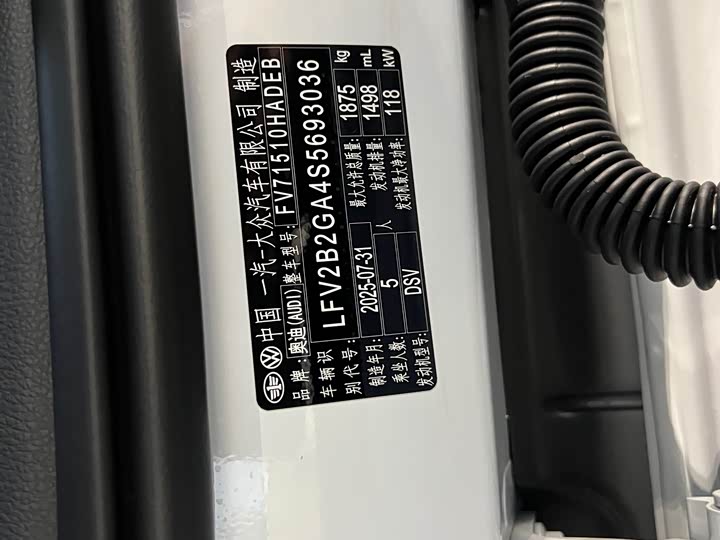 中国 一汽-大众汽车有限公司 制造
品牌: 奥迪(AUDI) 整车型号: FV71510HADEB
车辆识别代号: LFV2B2GA4S5693036
制造年月: 2025-07-31 最大允许总质量: 1875 kg
乘坐人数: 5 人 发动机排量: 1498 mL
发动机型号: DSV 发动机最大净功率: 118 kW